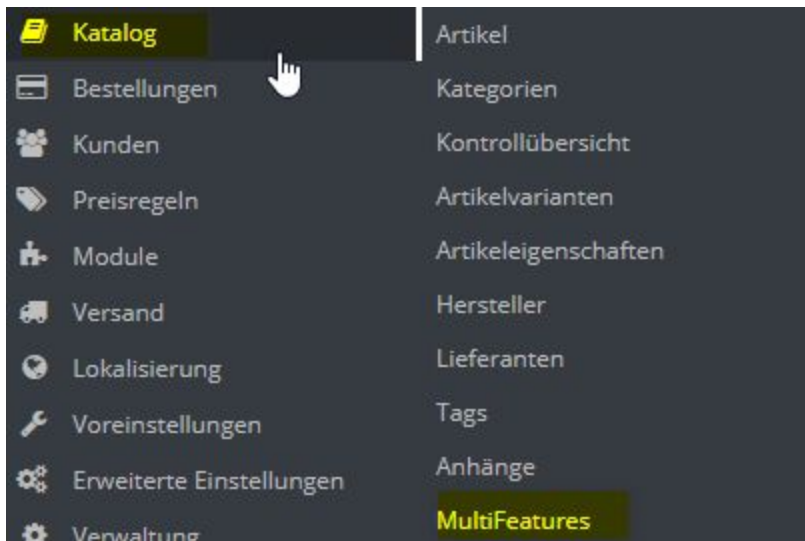 Katalog
Bestellungen
Kunden
Preisregeln
Module
Versand
Lokalisierung
Voreinstellungen
Erweiterte Einstellungen
Verwaltung
Artikel
Kategorien
Kontrollübersicht
Artikelvarianten
Artikeleigenschaften
Hersteller
Lieferanten
Tags
Anhänge
MultiFeatures